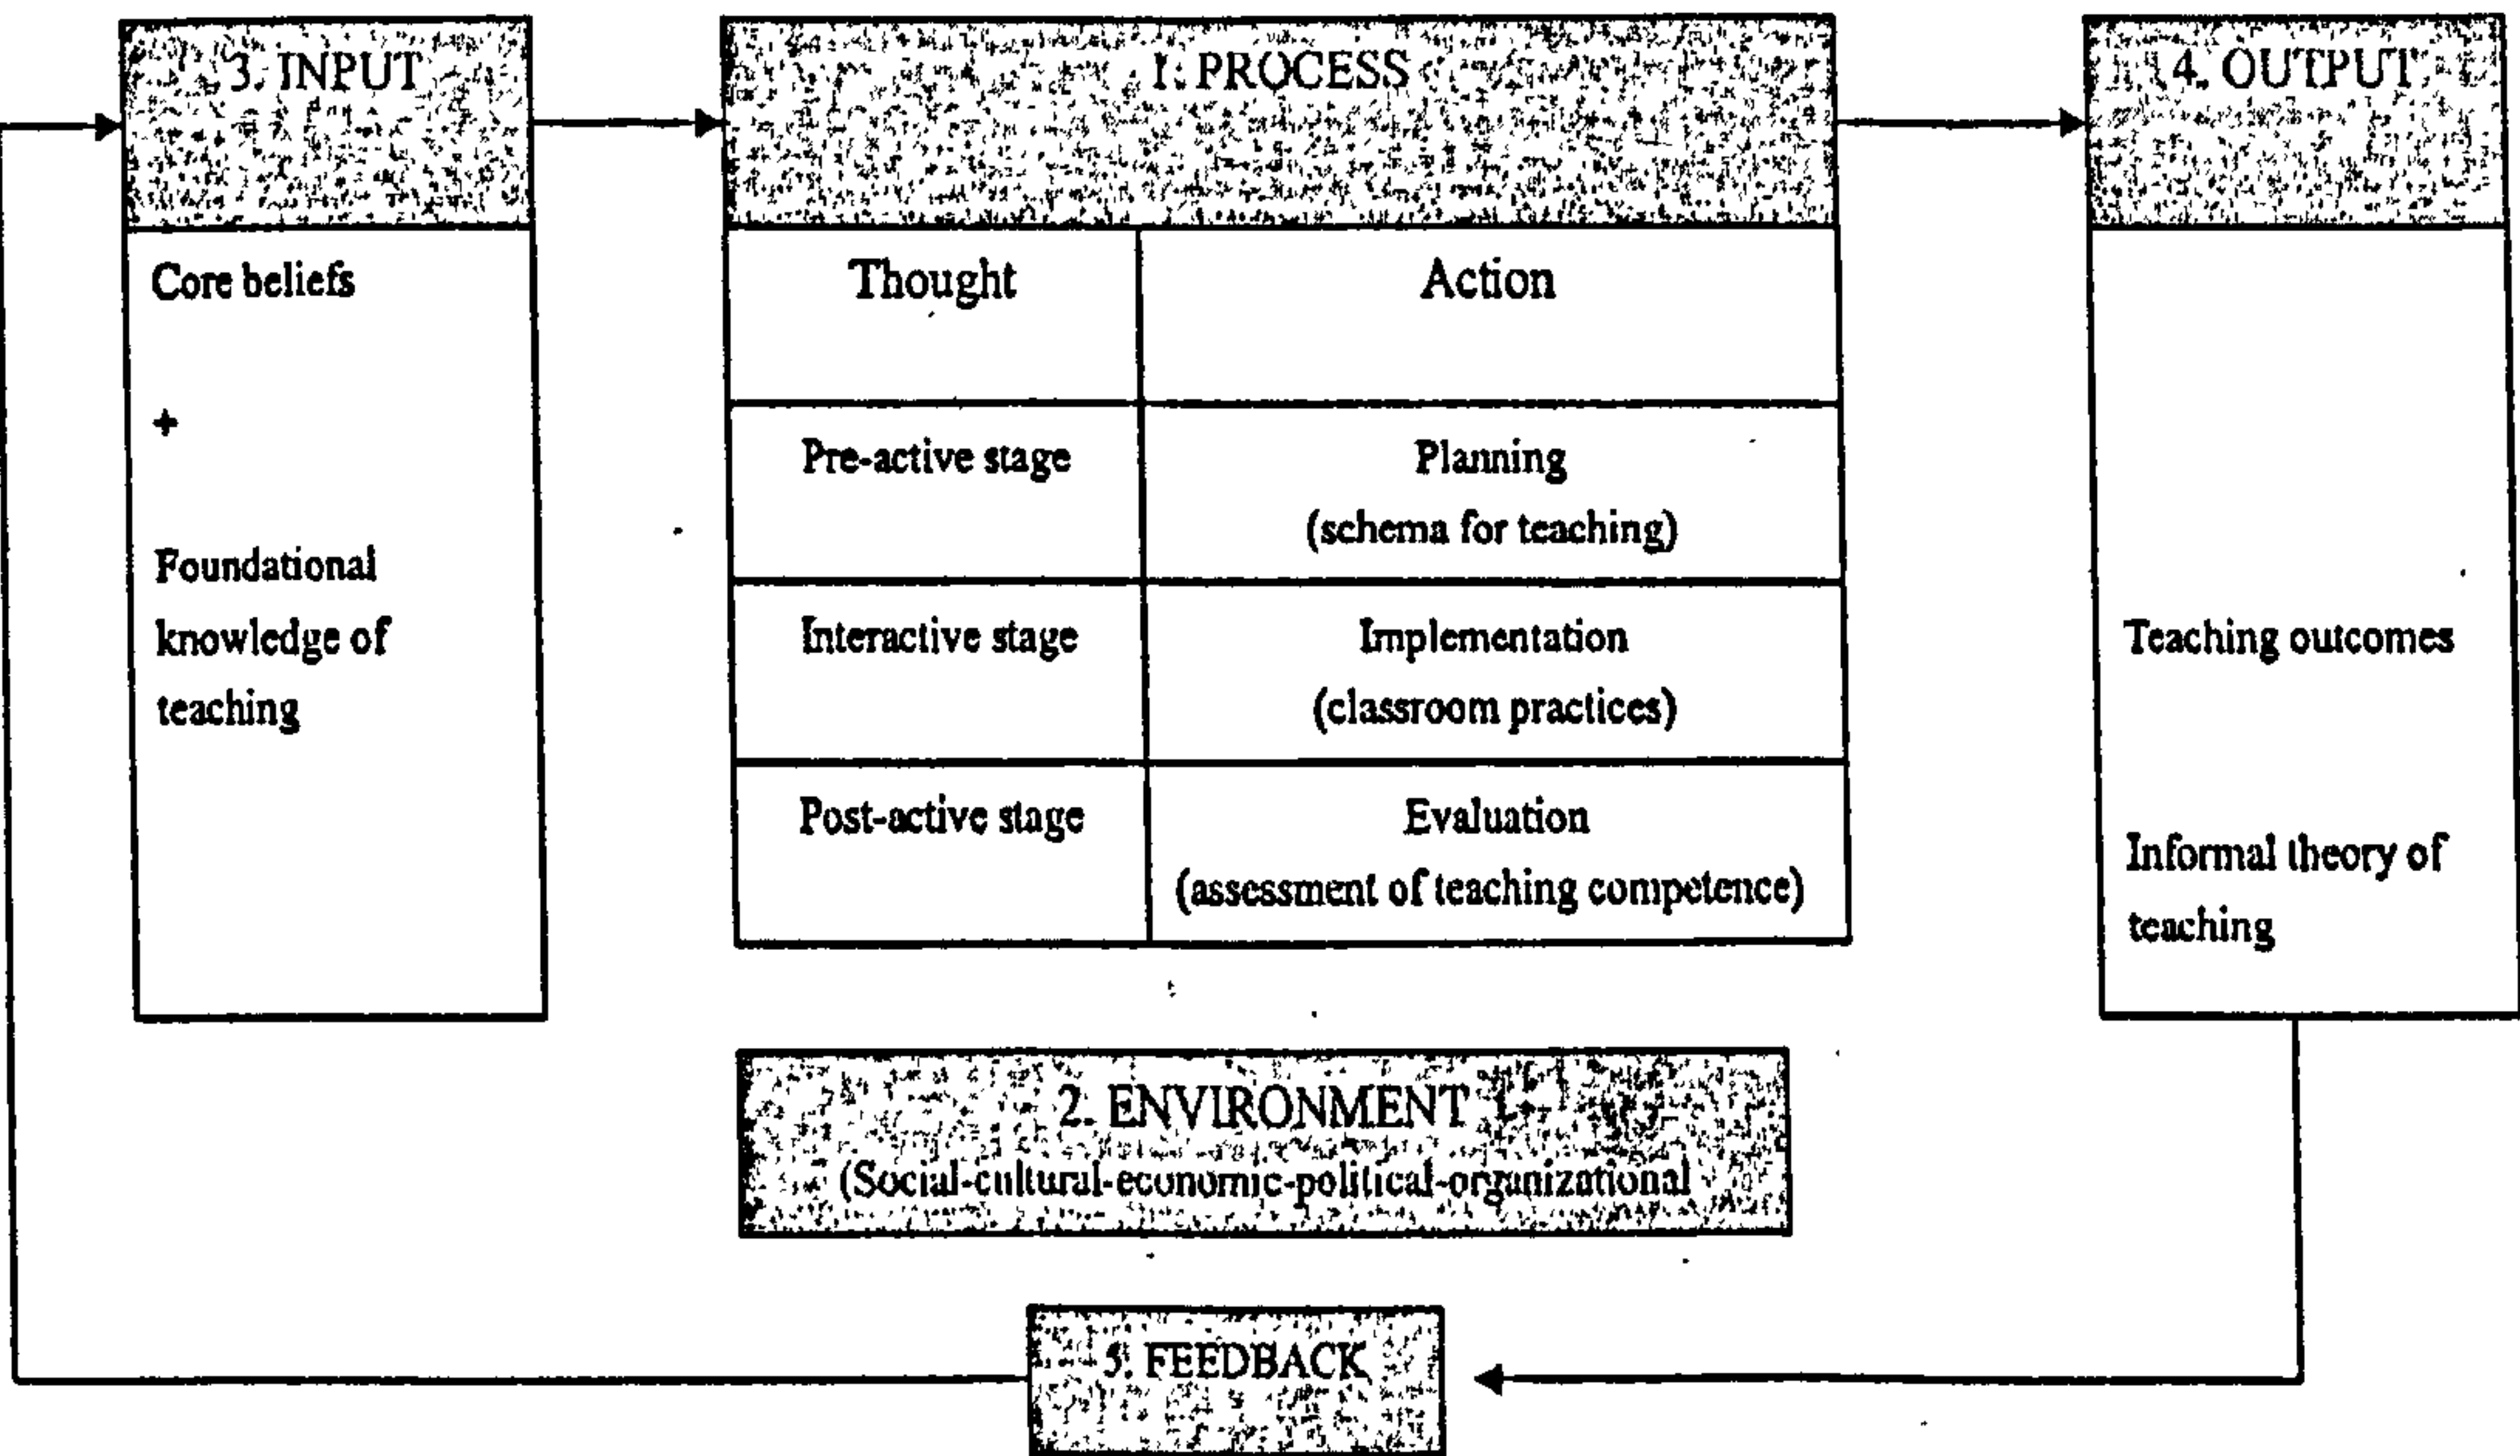 3. INPUT
Core beliefs
+
Foundational
knowledge of
teaching
1. PROCESS
Thought
Action
Pre-active stage
Planning
(schema for teaching)
Interactive stage
Implementation
(classroom practices)
Post-active stage
Evaluation
(assessment of teaching competence)
4. OUTPUT
Teaching outcomes
Informal theory of
teaching
2. ENVIRONMENT
(Social-cultural-economic-political-organizational
5. FEEDBACK